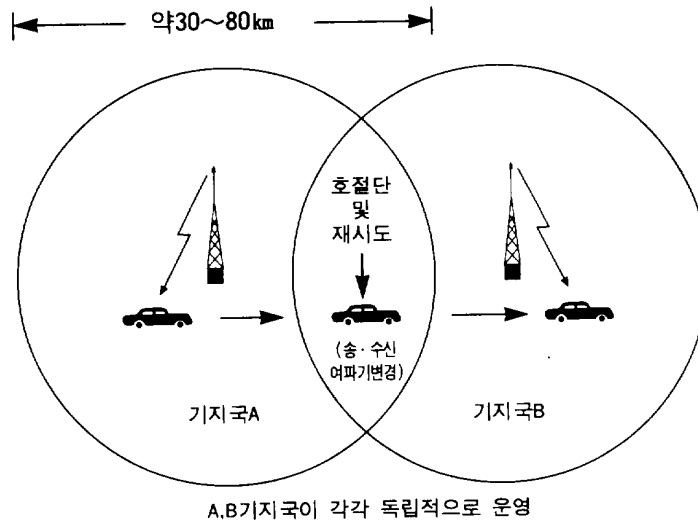 약30~80km
호절단
및
재시도
(송·수신
여파기변경)
기지국A
기지국B
A,B기지국이 각각 독립적으로 운영